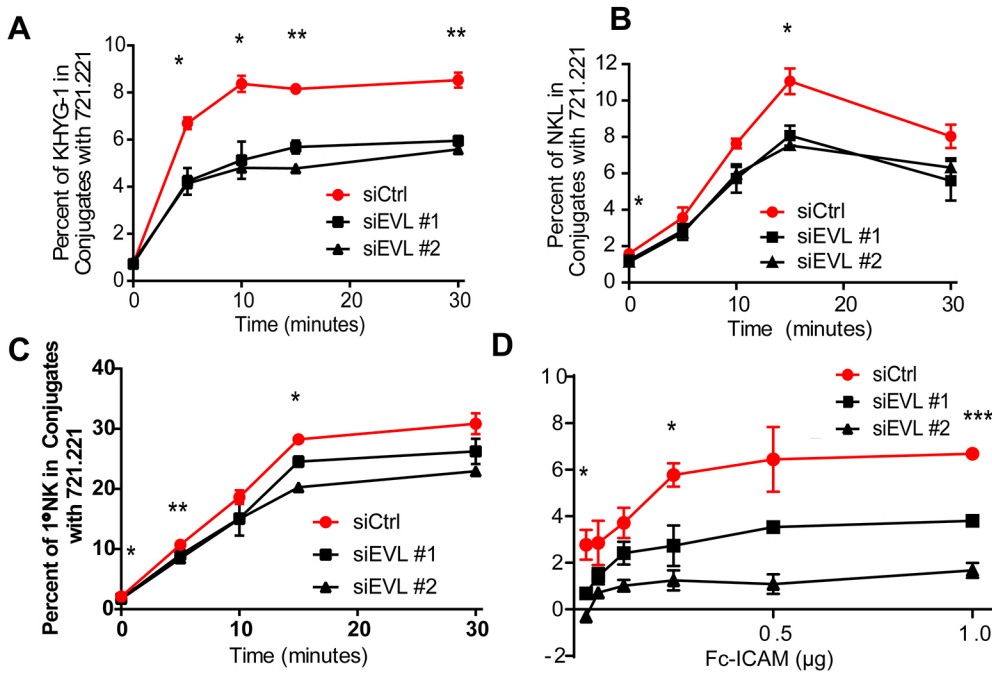 A
Percent of KHYG-1 in
Conjugates with 721.221
10
8
6
4
2
0
*
*
**
**
siCtrl
siEVL #1
siEVL #2
0
10
20
30
Time (minutes)
B
Percent of NKL in
Conjugates with 721.221
12
10
8
6
4
2
0
*
*
siCtrl
siEVL #1
siEVL #2
0
10
20
30
Time (minutes)
C
Percent of 1°NK in Conjugates
with 721.221
40
30
20
10
0
*
**
*
siCtrl
siEVL #1
siEVL #2
0
10
20
30
Time (minutes)
D
10
8
6
4
2
0
-2
*
*
***
siCtrl
siEVL #1
siEVL #2
0.5
1.0
Fc-ICAM (µg)